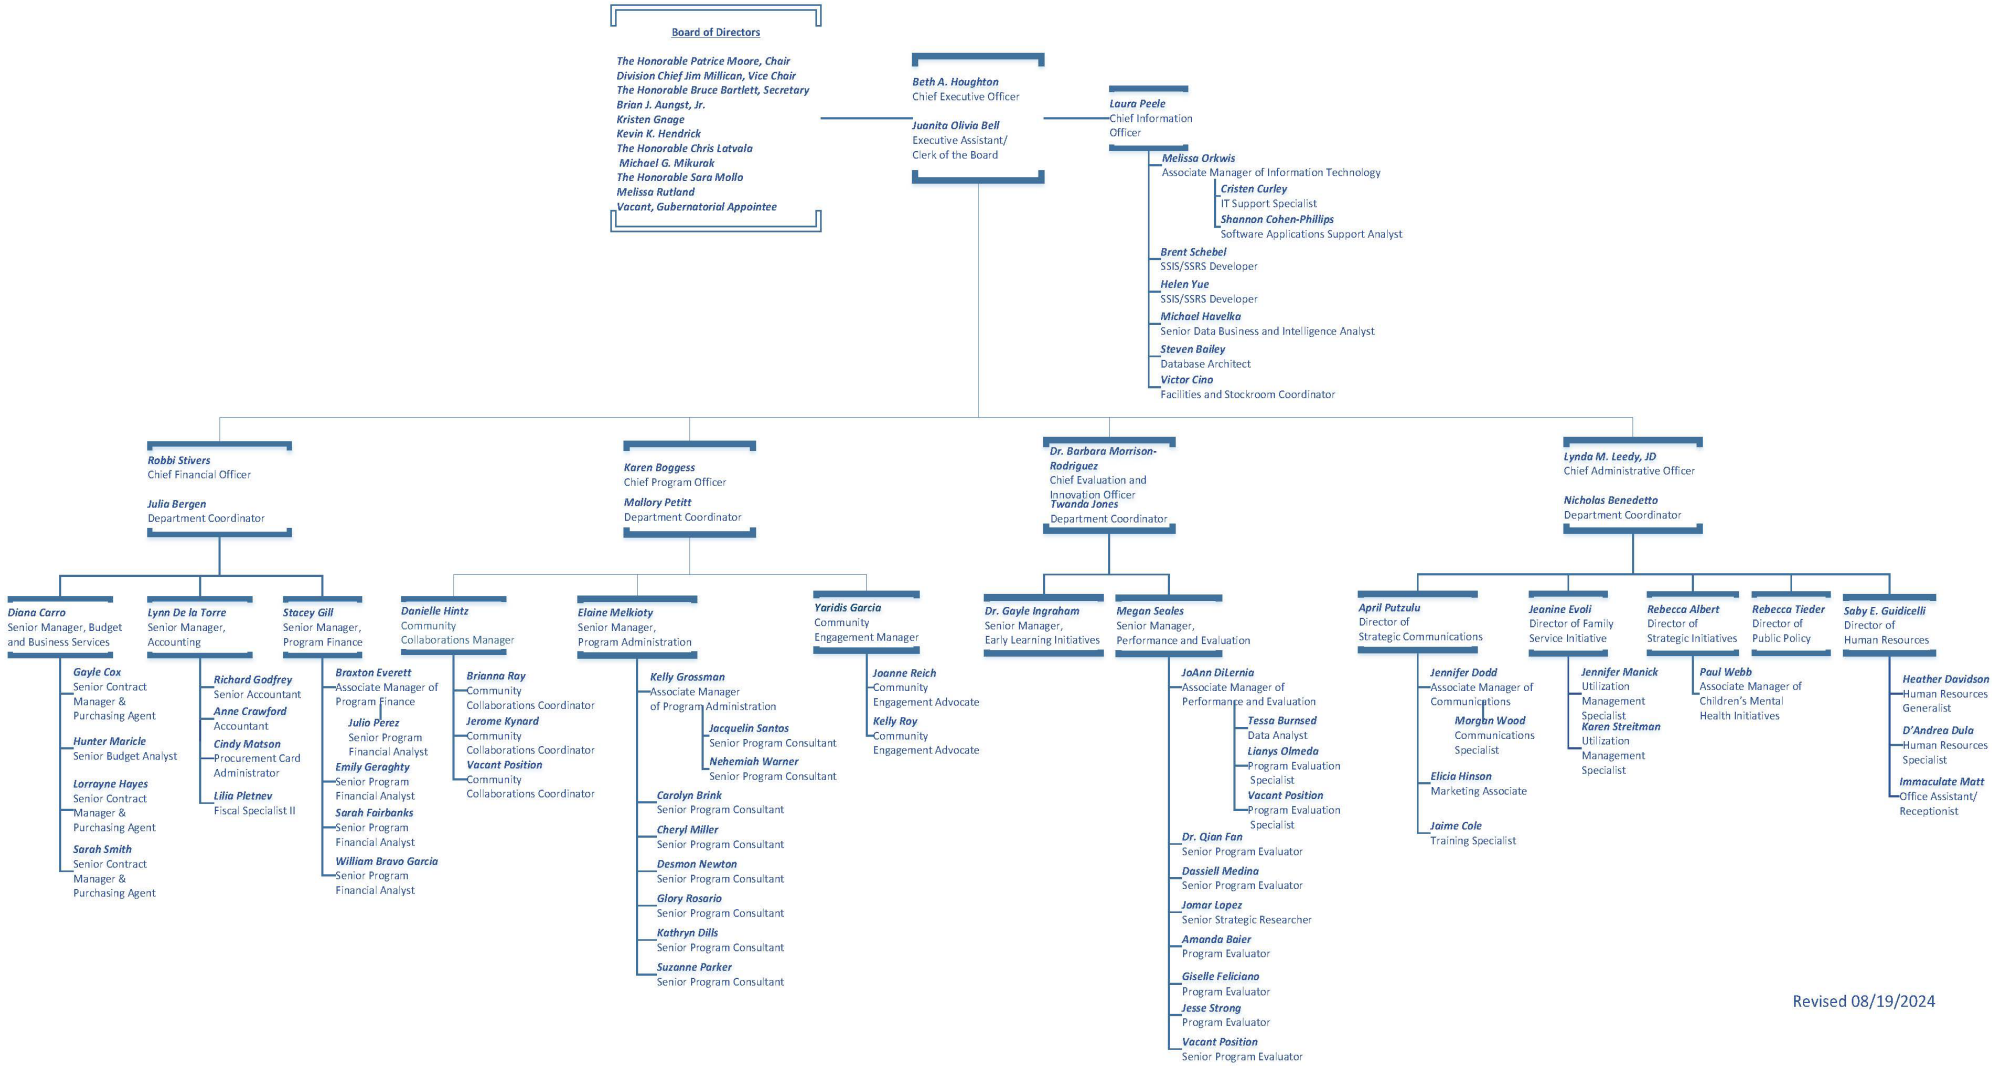 Board of Directors
The Honorable Patrice Moore, Chair
Division Chief Jim Millican, Vice Chair
The Honorable Bruce Bartlett, Secretary
Brian J. Aungst, Jr.
Kristen Gnage
Kevin K. Hendrick
The Honorable Chris Latvala
Michael G. Mikurak
The Honorable Sara Mollo
Melissa Rutland
Vacant, Gubernatorial Appointee
Beth A. Houghton
Chief Executive Officer
Juanita Olivia Bell
Executive Assistant/
Clerk of the Board
Laura Peele
Chief Information
Officer
Melissa Orkwis
Associate Manager of Information Technology
Cristen Curley
IT Support Specialist
Shannon Cohen-Phillips
Software Applications Support Analyst
Brent Schebel
SSIS/SSRS Developer
Helen Yue
SSIS/SSRS Developer
Michael Havelka
Senior Data Business and Intelligence Analyst
Steven Bailey
Database Architect
Victor Cino
Facilities and Stockroom Coordinator
Robbi Stivers
Chief Financial Officer
Julia Bergen
Department Coordinator
Diana Carro
Senior Manager, Budget
and Business Services
Gayle Cox
Senior Contract
Manager &
Purchasing Agent
Hunter Maricle
Senior Budget Analyst
Lorrayne Hayes
Senior Contract
Manager &
Purchasing Agent
Sarah Smith
Senior Contract
Manager &
Purchasing Agent
Lynn De la Torre
Senior Manager,
Accounting
Richard Godfrey
Senior Accountant
Anne Crawford
Accountant
Cindy Matson
Procurement Card
Administrator
Lilia Pletnev
Fiscal Specialist II
Stacey Gill
Senior Manager,
Program Finance
Braxton Everett
Associate Manager of
Program Finance
Julio Perez
Senior Program
Financial Analyst
Emily Geraghty
Senior Program
Financial Analyst
Sarah Fairbanks
Senior Program
Financial Analyst
William Bravo Garcia
Senior Program
Financial Analyst
Karen Boggess
Chief Program Officer
Mallory Petitt
Department Coordinator
Danielle Hintz
Community
Collaborations Manager
Brianna Ray
Community
Collaborations Coordinator
Jerome Kynard
Community
Collaborations Coordinator
Vacant Position
Community
Collaborations Coordinator
Elaine Melkioty
Senior Manager,
Program Administration
Kelly Grossman
Associate Manager
of Program Administration
Jacquelin Santos
Senior Program Consultant
Nehemiah Warner
Senior Program Consultant
Carolyn Brink
Senior Program Consultant
Cheryl Miller
Senior Program Consultant
Desmon Newton
Senior Program Consultant
Glory Rosario
Senior Program Consultant
Kathryn Dills
Senior Program Consultant
Suzanne Parker
Senior Program Consultant
Yaridis Garcia
Community
Engagement Manager
Joanne Reich
Community
Engagement Advocate
Kelly Roy
Community
Engagement Advocate
Dr. Barbara Morrison-
Rodriguez
Chief Evaluation and
Innovation Officer
Twanda Jones
Department Coordinator
Dr. Gayle Ingraham
Senior Manager,
Early Learning Initiatives
Megan Seales
Senior Manager,
Performance and Evaluation
JoAnn DiLernia
Associate Manager of
Performance and Evaluation
Tessa Burnsed
Data Analyst
Lianys Olmeda
Program Evaluation
Specialist
Vacant Position
Program Evaluation
Specialist
Dr. Qian Fan
Senior Program Evaluator
Dassiell Medina
Senior Program Evaluator
Jomar Lopez
Senior Strategic Researcher
Amanda Baier
Program Evaluator
Giselle Feliciano
Program Evaluator
Jesse Strong
Program Evaluator
Vacant Position
Senior Program Evaluator
Lynda M. Leedy, JD
Chief Administrative Officer
Nicholas Benedetto
Department Coordinator
April Putzulu
Director of
Strategic Communications
Jennifer Dodd
Associate Manager of
Communications
Morgan Wood
Communications
Specialist
Elicia Hinson
Marketing Associate
Jaime Cole
Training Specialist
Jeanine Evoli
Director of Family
Service Initiative
Jennifer Manick
Utilization
Management
Specialist
Karen Streitman
Utilization
Management
Specialist
Rebecca Albert
Director of
Strategic Initiatives
Paul Webb
Associate Manager of
Children's Mental
Health Initiatives
Rebecca Tieder
Director of
Public Policy
Saby E. Guidicelli
Director of
Human Resources
Heather Davidson
Human Resources
Generalist
D'Andrea Dula
Human Resources
Specialist
Immaculate Matt
Office Assistant/
Receptionist
Revised 08/19/2024